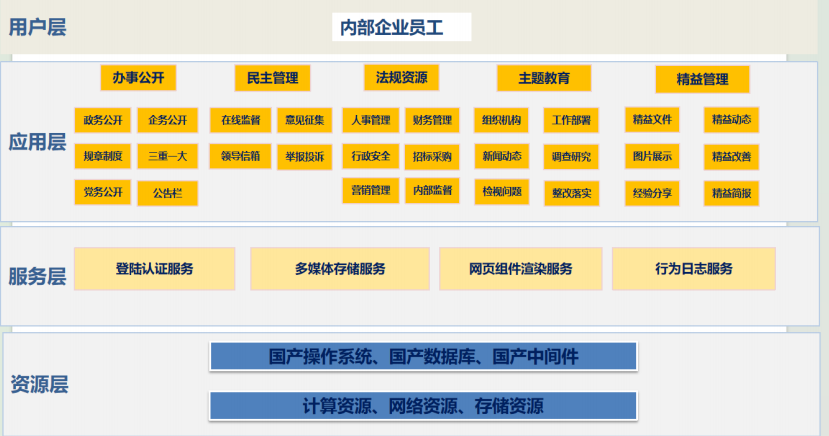 用户层
内部企业员工
应用层
办事公开
民主管理
法规资源
主题教育
精益管理
政务公开
企务公开
在线监督
意见征集
人事管理
财务管理
组织机构
工作部署
精益文件
精益动态
规章制度
三重一大
领导信箱
举报投诉
行政安全
招标采购
新闻动态
调查研究
图片展示
精益改善
党务公开
公告栏
营销管理
内部监督
检视问题
整改落实
经验分享
精益简报
服务层
登陆认证服务
多媒体存储服务
网页组件渲染服务
行为日志服务
资源层
国产操作系统、国产数据库、国产中间件
计算资源、网络资源、存储资源